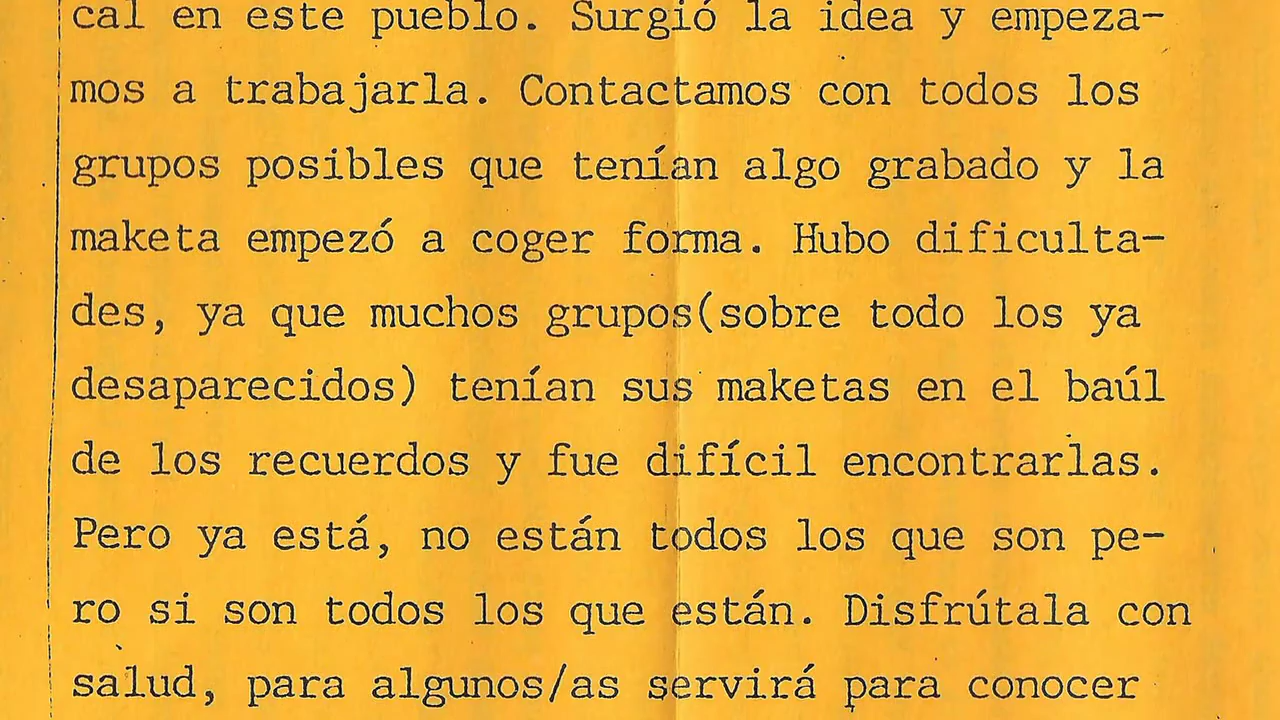 cal en este pueblo. Surgió la idea y empeza-
mos a trabajarla. Contactamos con todos los
grupos posibles que tenían algo grabado y la
maketa empezó a coger forma. Hubo dificulta-
des, ya que muchos grupos(sobre todo los ya
desaparecidos) tenían sus maketas en el baúl
de los recuerdos y fue difícil encontrarlas.
Pero ya está, no están todos los que son pe-
ro si son todos los que están. Disfrútala con
salud, para algunos/as servirá para conocer